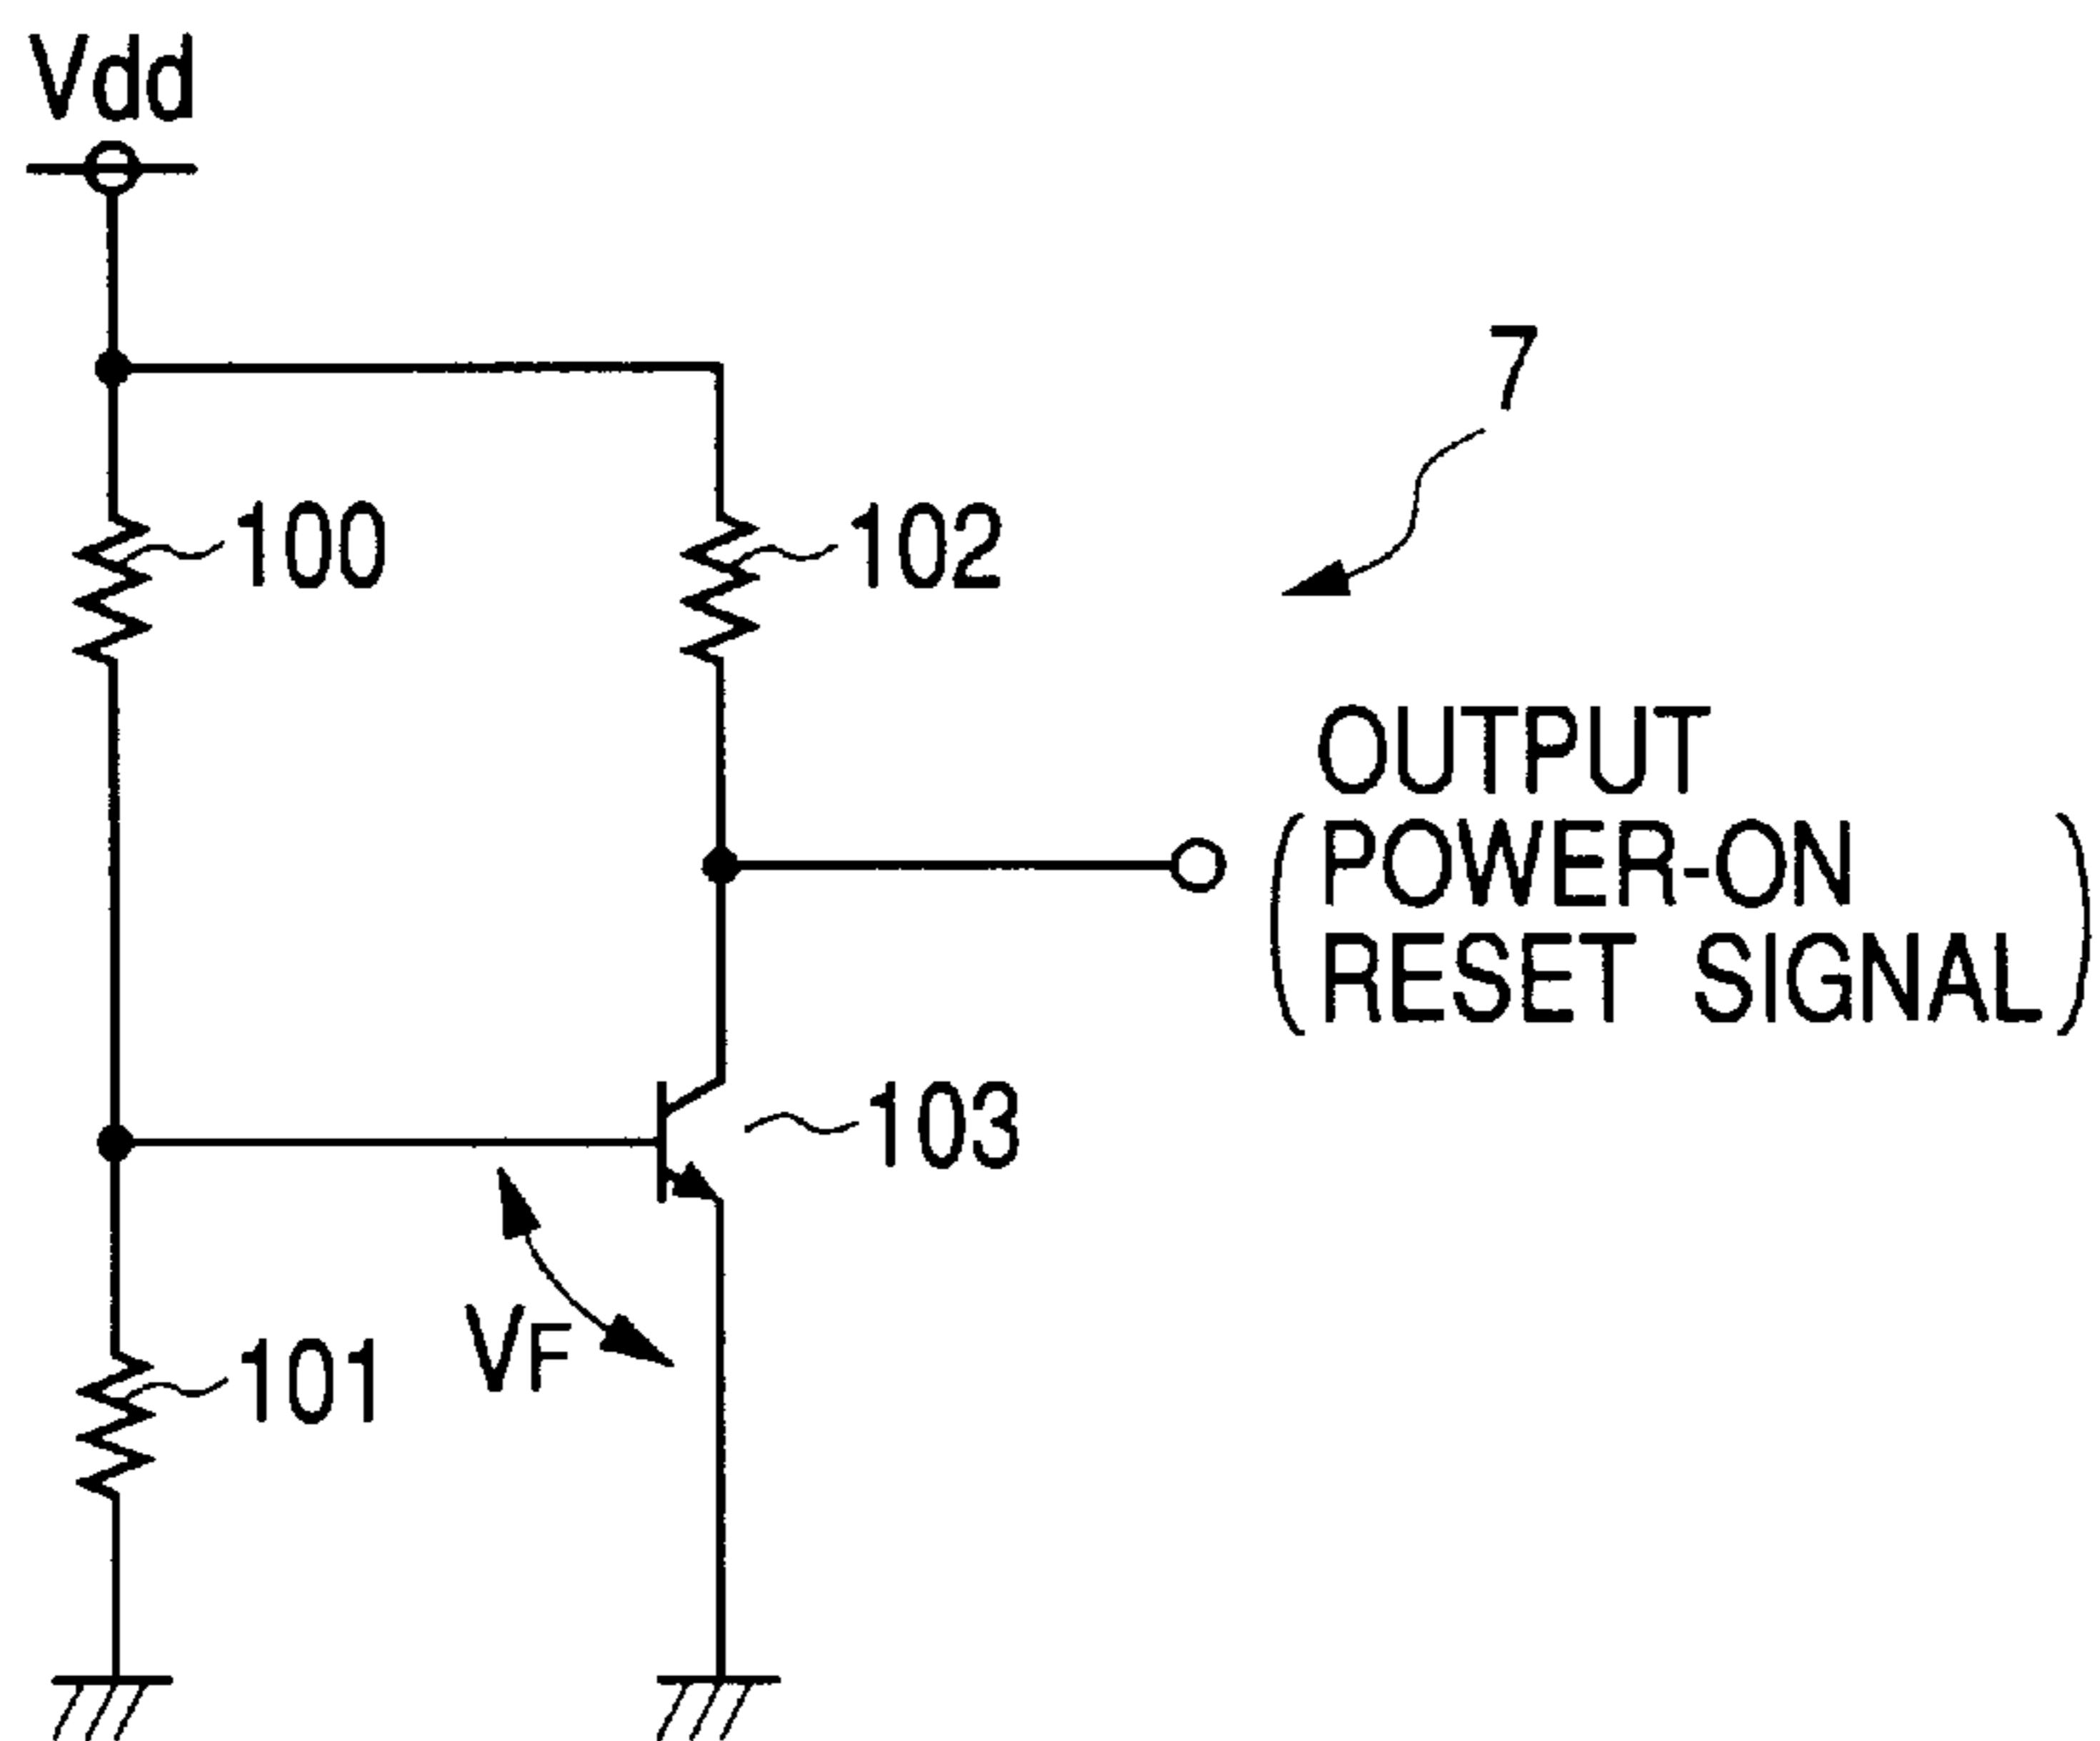 Vdd
7
100
102
OUTPUT
(POWER-ON
RESET SIGNAL)
103
VF
101